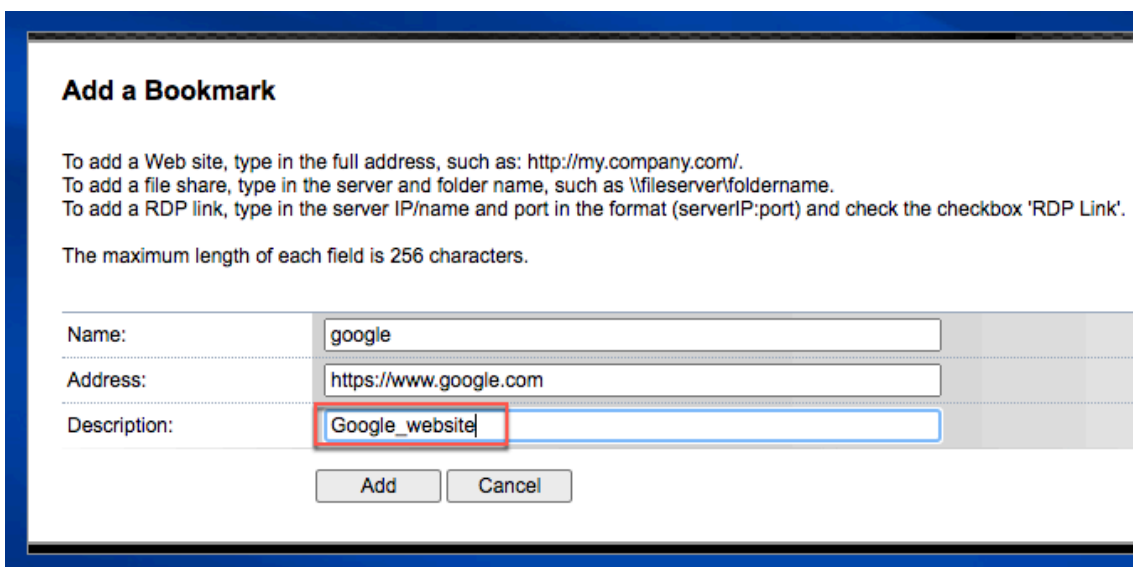 Add a Bookmark
To add a Web site, type in the full address, such as: http://my.company.com/.
To add a file share, type in the server and folder name, such as \\fileserver\foldername.
To add a RDP link, type in the server IP/name and port in the format (serverIP:port) and check the checkbox 'RDP Link'.
The maximum length of each field is 256 characters.
Name: google
Address: https://www.google.com
Description: Google_website
Add Cancel